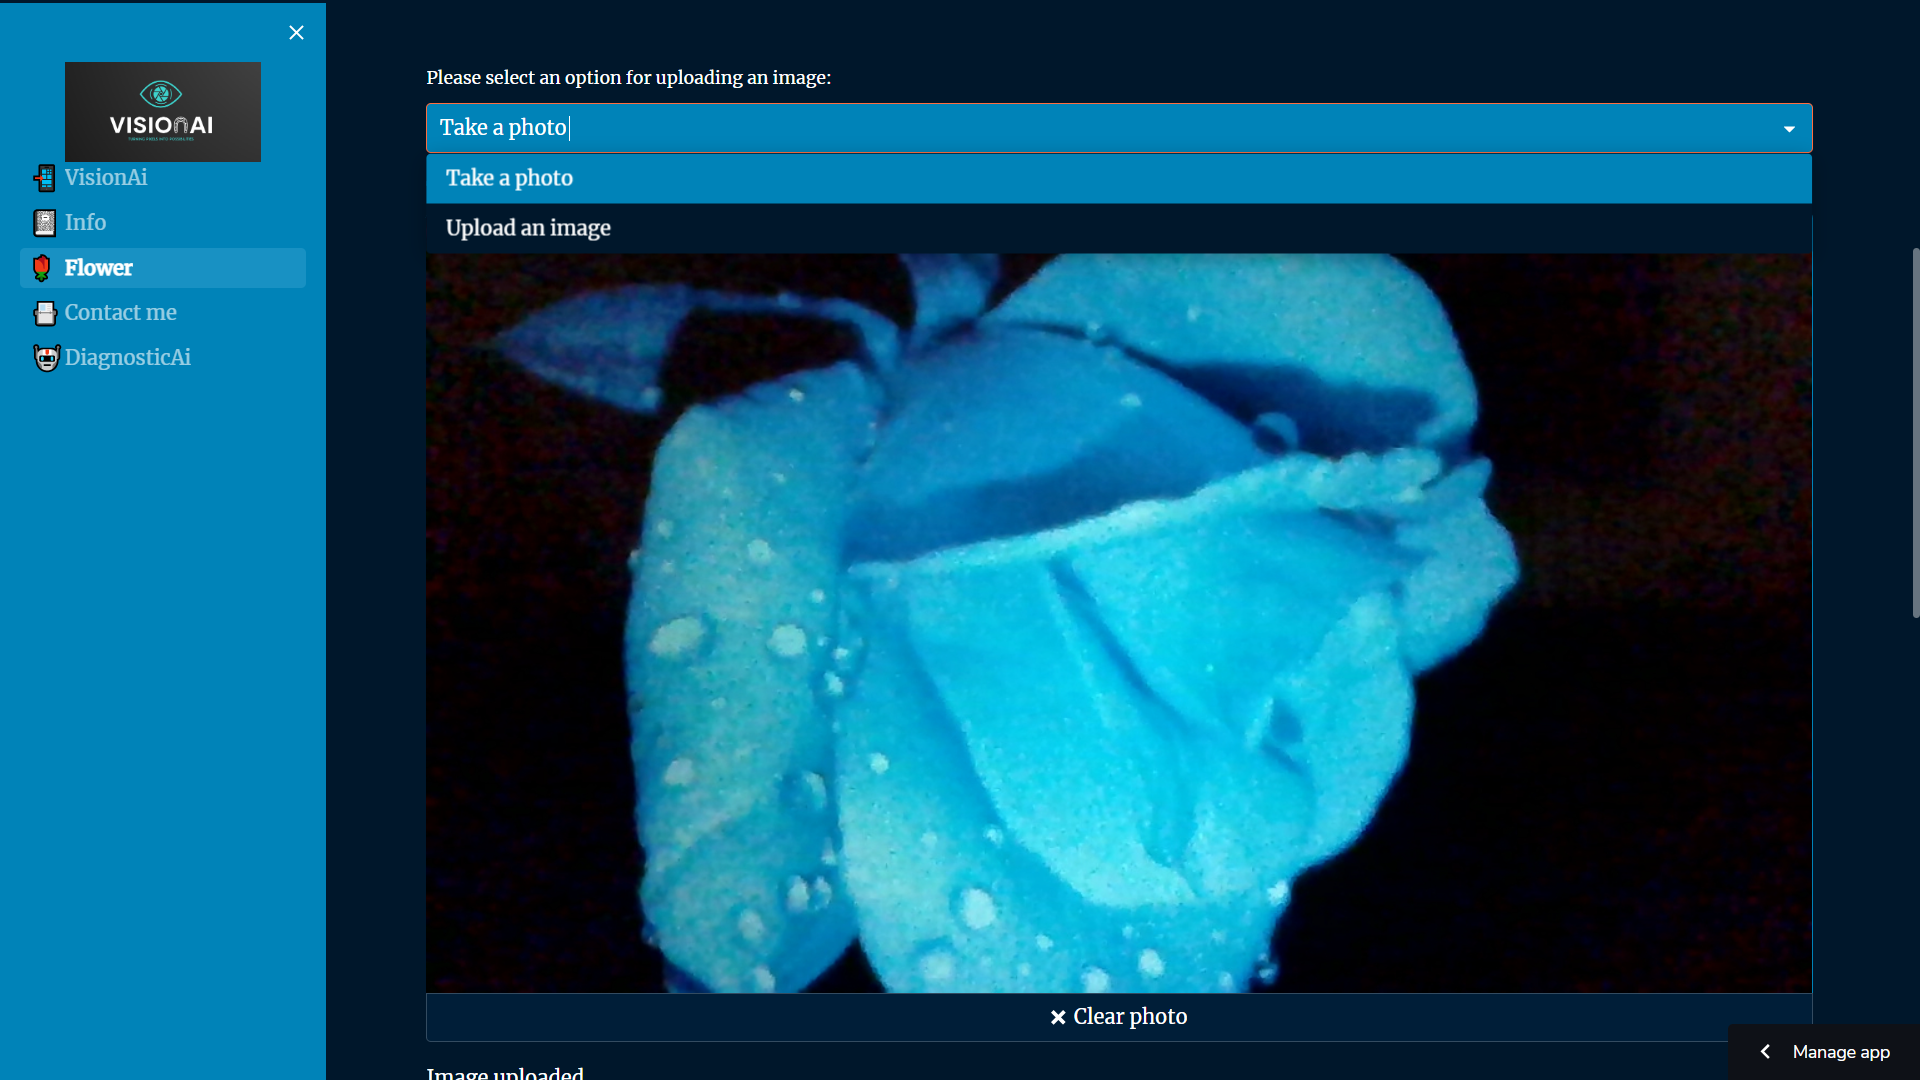 VISIONAI
VisionAi
Info
Flower
Contact me
DiagnosticAi
Please select an option for uploading an image:
Take a photo
Take a photo
Upload an image
Clear photo
Image uploaded
Manage app